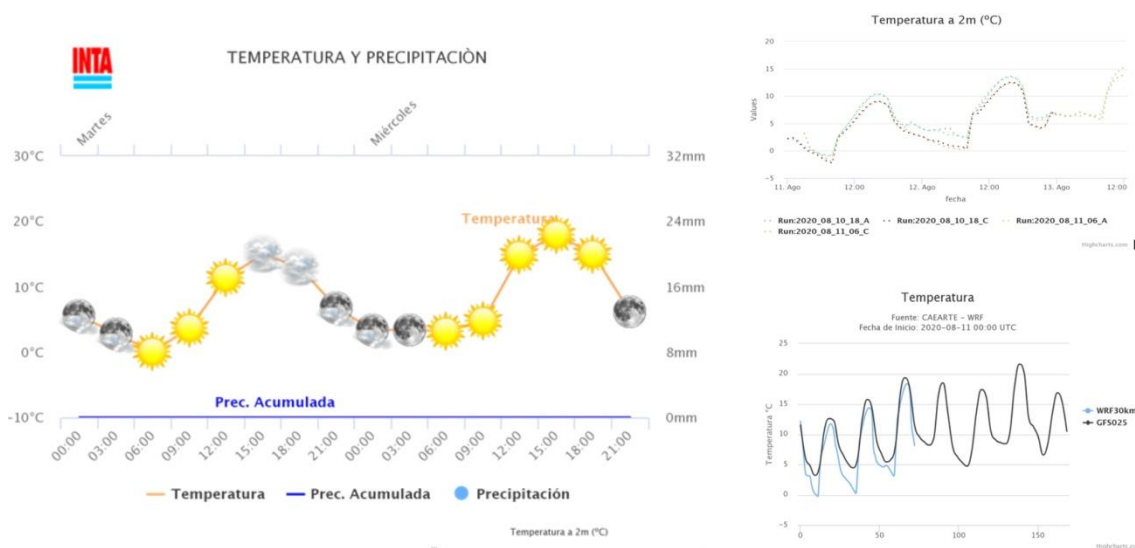 INTA
TEMPERATURA Y PRECIPITACIÒN
Martes
Miércoles
30°C
20°C
10°C
0°C
-10°C
32mm
24mm
16mm
8mm
0mm
Temperatura
Prec. Acumulada
00:00 03:00 06:00 09:00 12:00 15:00 18:00 21:00 00:00 03:00 06:00 09:00 12:00 15:00 18:00 21:00
Temperatura Prec. Acumulada Precipitación
Temperatura a 2m (ºC)
Temperatura a 2m (ºC)
Values
20
15
10
5
0
−5
11. Ago 12:00 12. Ago 12:00 13. Ago 12:00
fecha
Run:2020_08_10_18_A Run:2020_08_10_18_C Run:2020_08_11_06_A
Run:2020_08_11_06_C
Highcharts.com
Temperatura
Fuente: CAEARTE - WRF
Fecha de Inicio: 2020-08-11 00:00 UTC
Temperatura °C
25
20
15
10
5
0
−5
0 50 100 150
WRF30km
GFS025